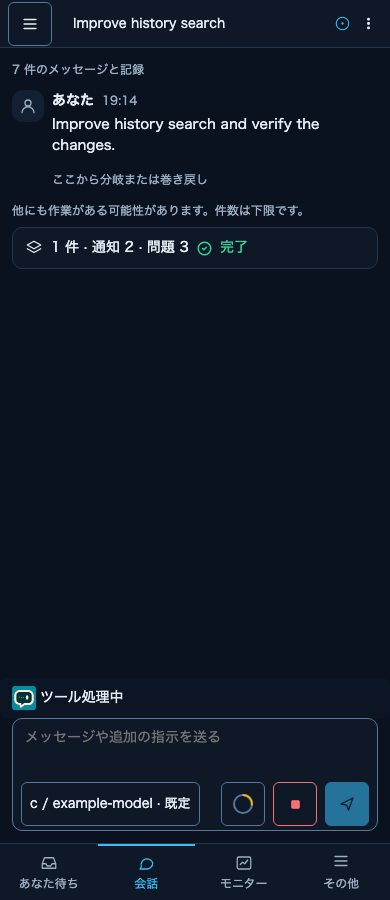 Improve history search
7 件のメッセージと記録
あなた 19:14
Improve history search and verify the
changes.
ここから分岐または巻き戻し
他にも作業がある可能性があります。件数は下限です。
1 件 · 通知 2 · 問題 3 完了
ツール処理中
メッセージや追加の指示を送る
c / example-model · 既定
あなた待ち
会話
モニター
その他